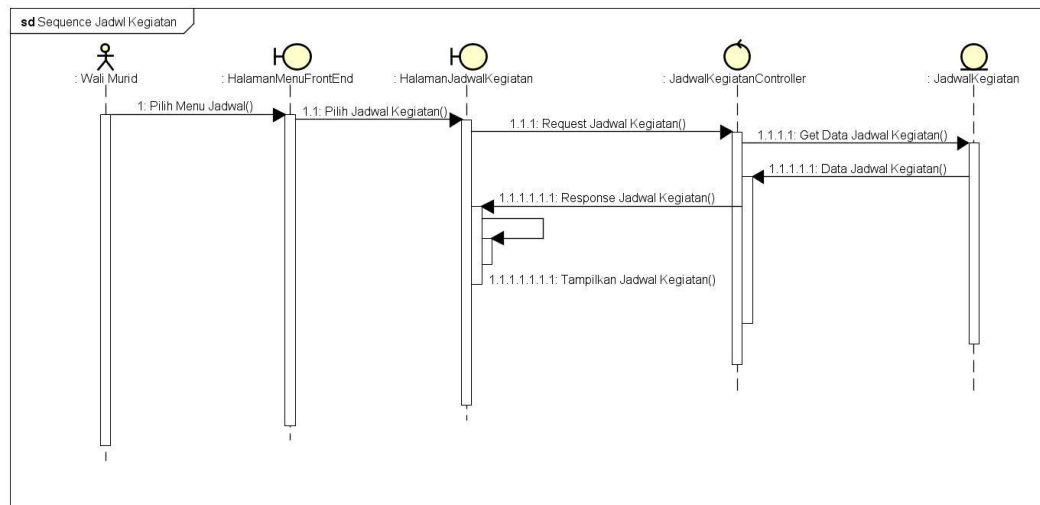 sd Sequence Jadwl Kegiatan
: Wali Murid
: HalamanMenuFrontEnd
: HalamanJadwalKegiatan
: JadwalKegiatanController
: JadwalKegiatan
1: Pilih Menu Jadwal()
1.1: Pilih Jadwal Kegiatan()
1.1.1: Request Jadwal Kegiatan()
1.1.1.1: Get Data Jadwal Kegiatan()
1.1.1.1.1: Data Jadwal Kegiatan()
1.1.1.1.1.1: Response Jadwal Kegiatan()
1.1.1.1.1.1.1: Tampilkan Jadwal Kegiatan()